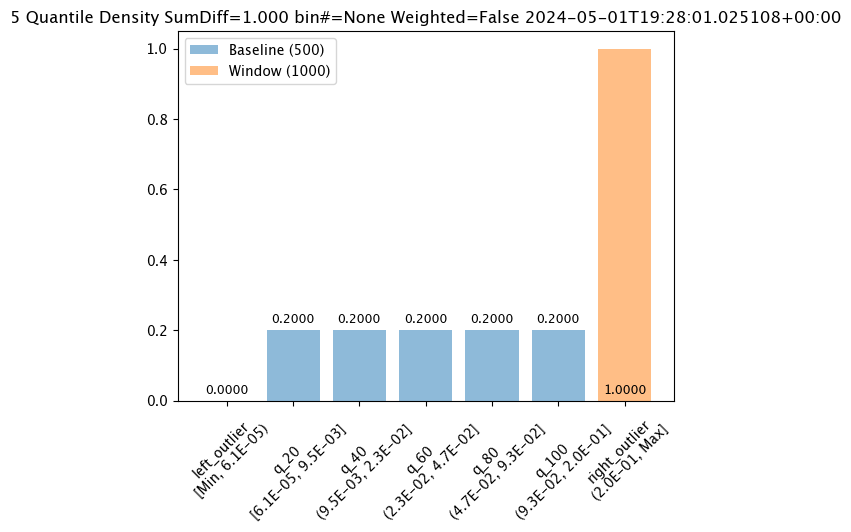 5 Quantile Density SumDiff=1.000 bin#=None Weighted=False 2024-05-01T19:28:01.025108+00:00
Baseline (500)
Window (1000)
1.0
0.8
0.6
0.4
0.2
0.0
0.0000
0.2000
0.2000
0.2000
0.2000
0.2000
1.0000
left_outlier
[Min, 6.1E-05)
q_20
[6.1E-05, 9.5E-03]
q_40
(9.5E-03, 2.3E-02]
q_60
(2.3E-02, 4.7E-02]
q_80
(4.7E-02, 9.3E-02]
q_100
(9.3E-02, 2.0E-01]
right_outlier
(2.0E-01, Max]